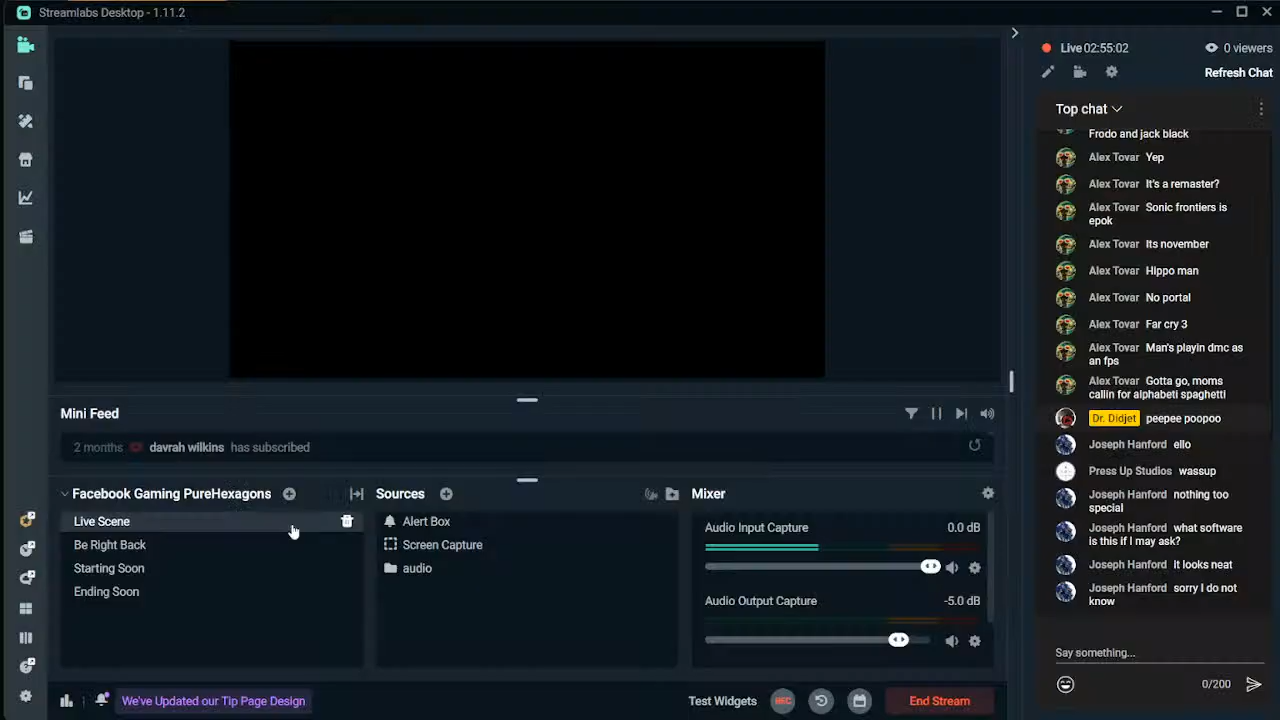 Streamlabs Desktop - 1.11.2
Live 02:55:02
0 viewers
Refresh Chat
Top chat
Frodo and jack black
Alex Tovar Yep
Alex Tovar It's a remaster?
Alex Tovar Sonic frontiers is
epok
Alex Tovar Its november
Alex Tovar Hippo man
Alex Tovar No portal
Alex Tovar Far cry 3
Alex Tovar Man's playin dmc as
an fps
Alex Tovar Gotta go, moms
callin for alphabeti spaghetti
Dr. Didjet peepee poopoo
Joseph Hanford ello
Press Up Studios wassup
Joseph Hanford nothing too
special
Joseph Hanford what software
is this if I may ask?
Joseph Hanford It looks neat
Joseph Hanford sorry I do not
know
Say something...
0/200
Mini Feed
2 months davrah wilkins has subscribed
Facebook Gaming PureHexagons
Live Scene
Be Right Back
Starting Soon
Ending Soon
Sources
Alert Box
Screen Capture
audio
Mixer
Audio Input Capture 0.0 dB
Audio Output Capture -5.0 dB
We've Updated our Tip Page Design
Test Widgets
REC
End Stream